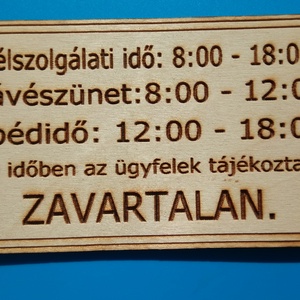 élszolgálati idő: 8:00 - 18:0
ávészünet:8:00 - 12:0
bédidő: 12:00 - 18:0
időben az ügyfelek tájékozta
ZAVARTALAN.